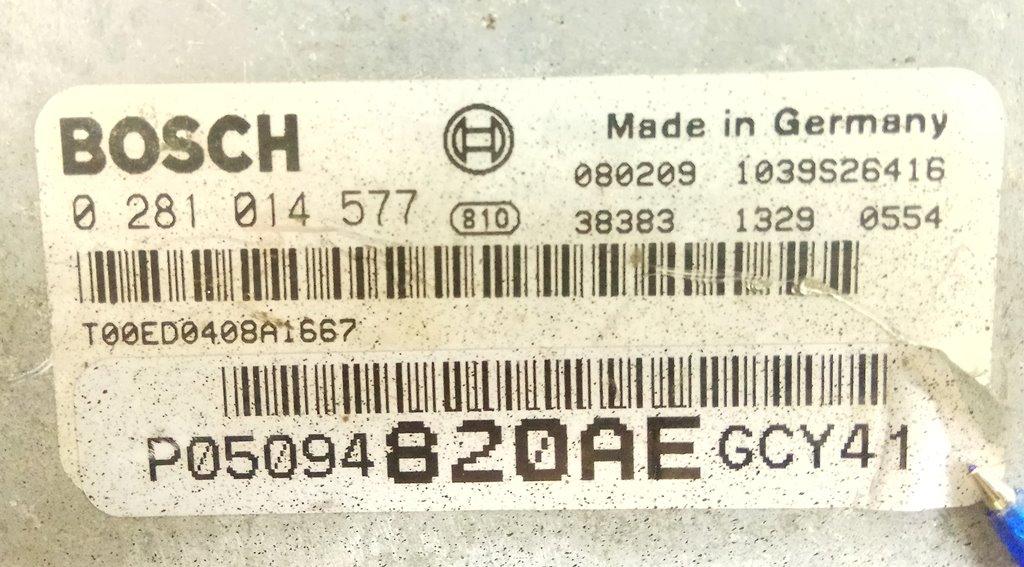 BOSCH
Made in Germany
080209 1039S26416
0 281 014 577 810 38383 1329 0554
T00ED0408A1667
P05094820AE GCY41